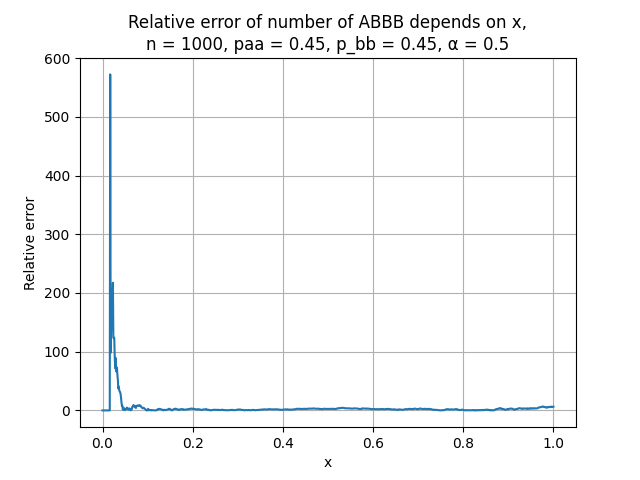 Relative error of number of ABBB depends on x,
n = 1000, paa = 0.45, p_bb = 0.45, α = 0.5
600
500
400
300
200
100
0
Relative error
0.0 0.2 0.4 0.6 0.8 1.0
x